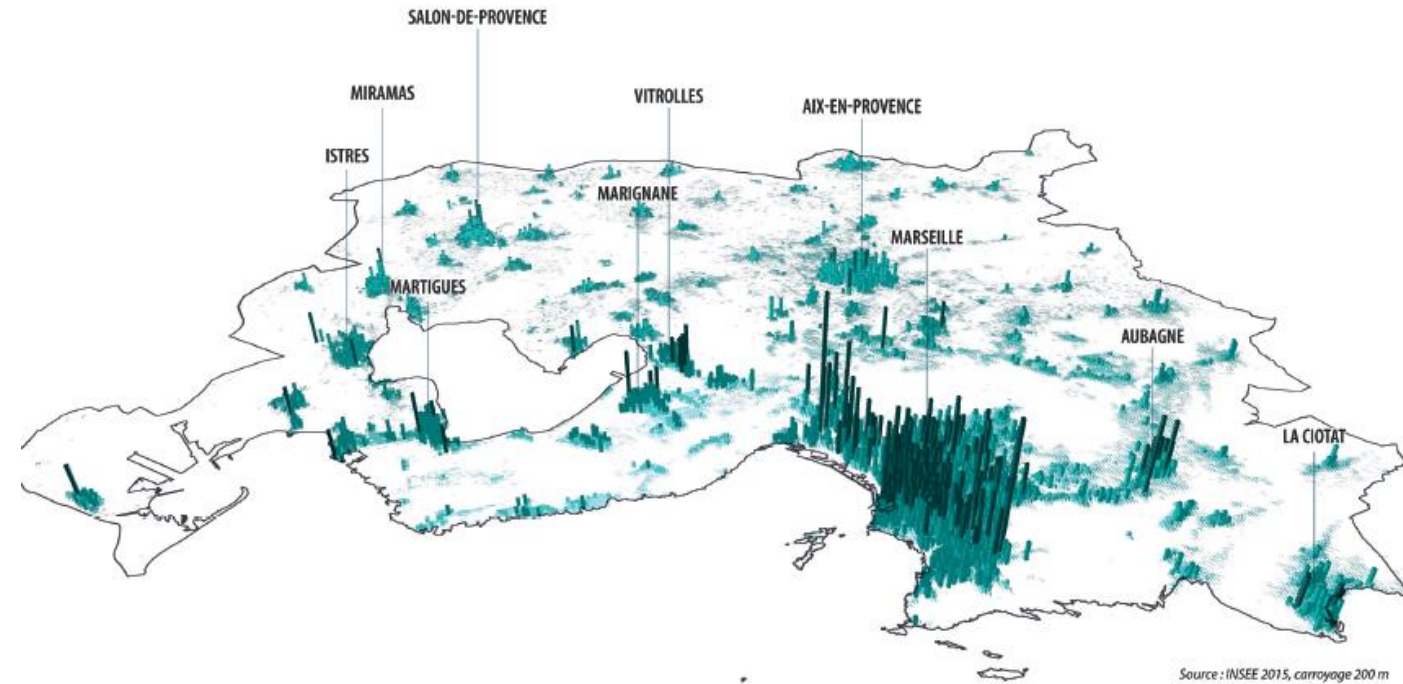 SALON-DE-PROVENCE
MIRAMAS
VITROLLES
AIX-EN-PROVENCE
ISTRES
MARIGNANE
MARSEILLE
MARTIGUES
AUBAGNE
LA CIOTAT
Source : INSEE 2015, carroyage 200 m